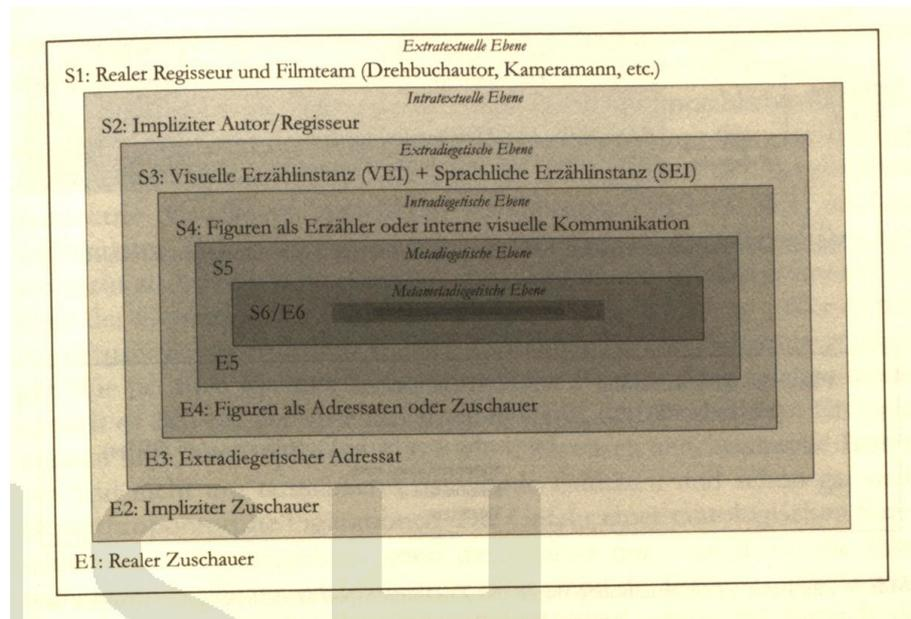 Extratextuelle Ebene
S1: Realer Regisseur und Filmteam (Drehbuchautor, Kameramann, etc.)
Intratextuelle Ebene
S2: Impliziter Autor/Regisseur
Extradiegetische Ebene
S3: Visuelle Erzählinstanz (VEI) + Sprachliche Erzählinstanz (SEI)
Intradiegetische Ebene
S4: Figuren als Erzähler oder interne visuelle Kommunikation
Metadiegetische Ebene
S5
Metametadiegetische Ebene
S6/E6
E5
E4: Figuren als Adressaten oder Zuschauer
E3: Extradiegetischer Adressat
E2: Impliziter Zuschauer
E1: Realer Zuschauer